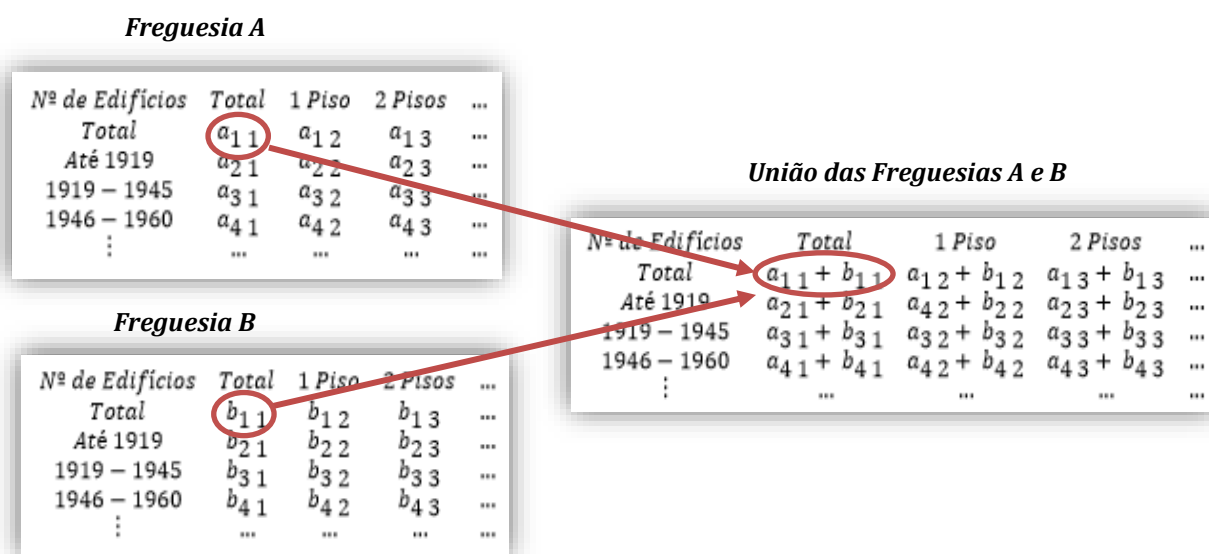 Freguesia A
Nº de Edifícios Total 1 Piso 2 Pisos ...
Total a1 1 a1 2 a1 3 ...
Até 1919 a2 1 a2 2 a2 3 ...
1919 − 1945 a3 1 a3 2 a3 3 ...
1946 − 1960 a4 1 a4 2 a4 3 ...
⋮ ... ... ... ...
Freguesia B
Nº de Edifícios Total 1 Piso 2 Pisos ...
Total b1 1 b1 2 b1 3 ...
Até 1919 b2 1 b2 2 b2 3 ...
1919 − 1945 b3 1 b3 2 b3 3 ...
1946 − 1960 b4 1 b4 2 b4 3 ...
⋮ ... ... ... ...
União das Freguesias A e B
Nº de Edifícios Total 1 Piso 2 Pisos ...
Total a1 1 + b1 1 a1 2 + b1 2 a1 3 + b1 3 ...
Até 1919 a2 1 + b2 1 a4 2 + b2 2 a2 3 + b2 3 ...
1919 − 1945 a3 1 + b3 1 a3 2 + b3 2 a3 3 + b3 3 ...
1946 − 1960 a4 1 + b4 1 a4 2 + b4 2 a4 3 + b4 3 ...
⋮ ... ... ... ...